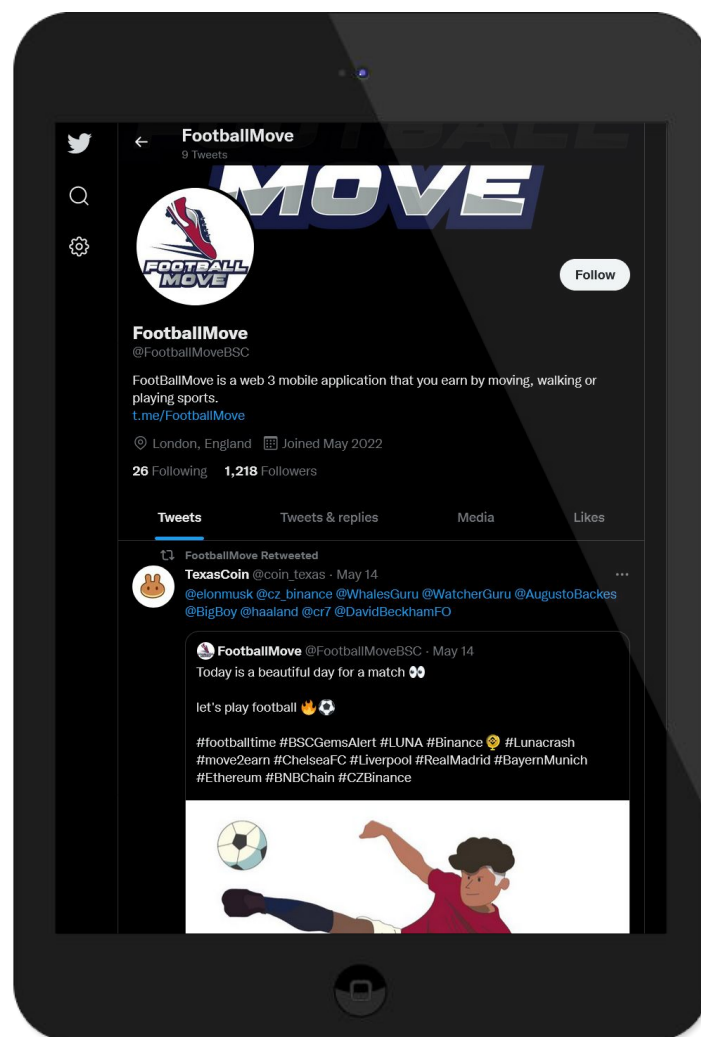 FOOTBALL
FootballMove
9 Tweets
MOVE
FOOTBALL
MOVE
Follow
FootballMove
@FootballMoveBSC
FootBallMove is a web 3 mobile application that you earn by moving, walking or
playing sports.
t.me/FootballMove
London, England Joined May 2022
26 Following 1,218 Followers
Tweets Tweets & replies Media Likes
FootballMove Retweeted
TexasCoin @coin_texas · May 14
@elonmusk @cz_binance @WhalesGuru @WatcherGuru @AugustoBackes
@BigBoy @haaland @cr7 @DavidBeckhamFO
FootballMove @FootballMoveBSC · May 14
Today is a beautiful day for a match 👀
let's play football 🔥⚽
#footballtime #BSCGemsAlert #LUNA #Binance #Lunacrash
#move2earn #ChelseaFC #Liverpool #RealMadrid #BayernMunich
#Ethereum #BNBChain #CZBinance